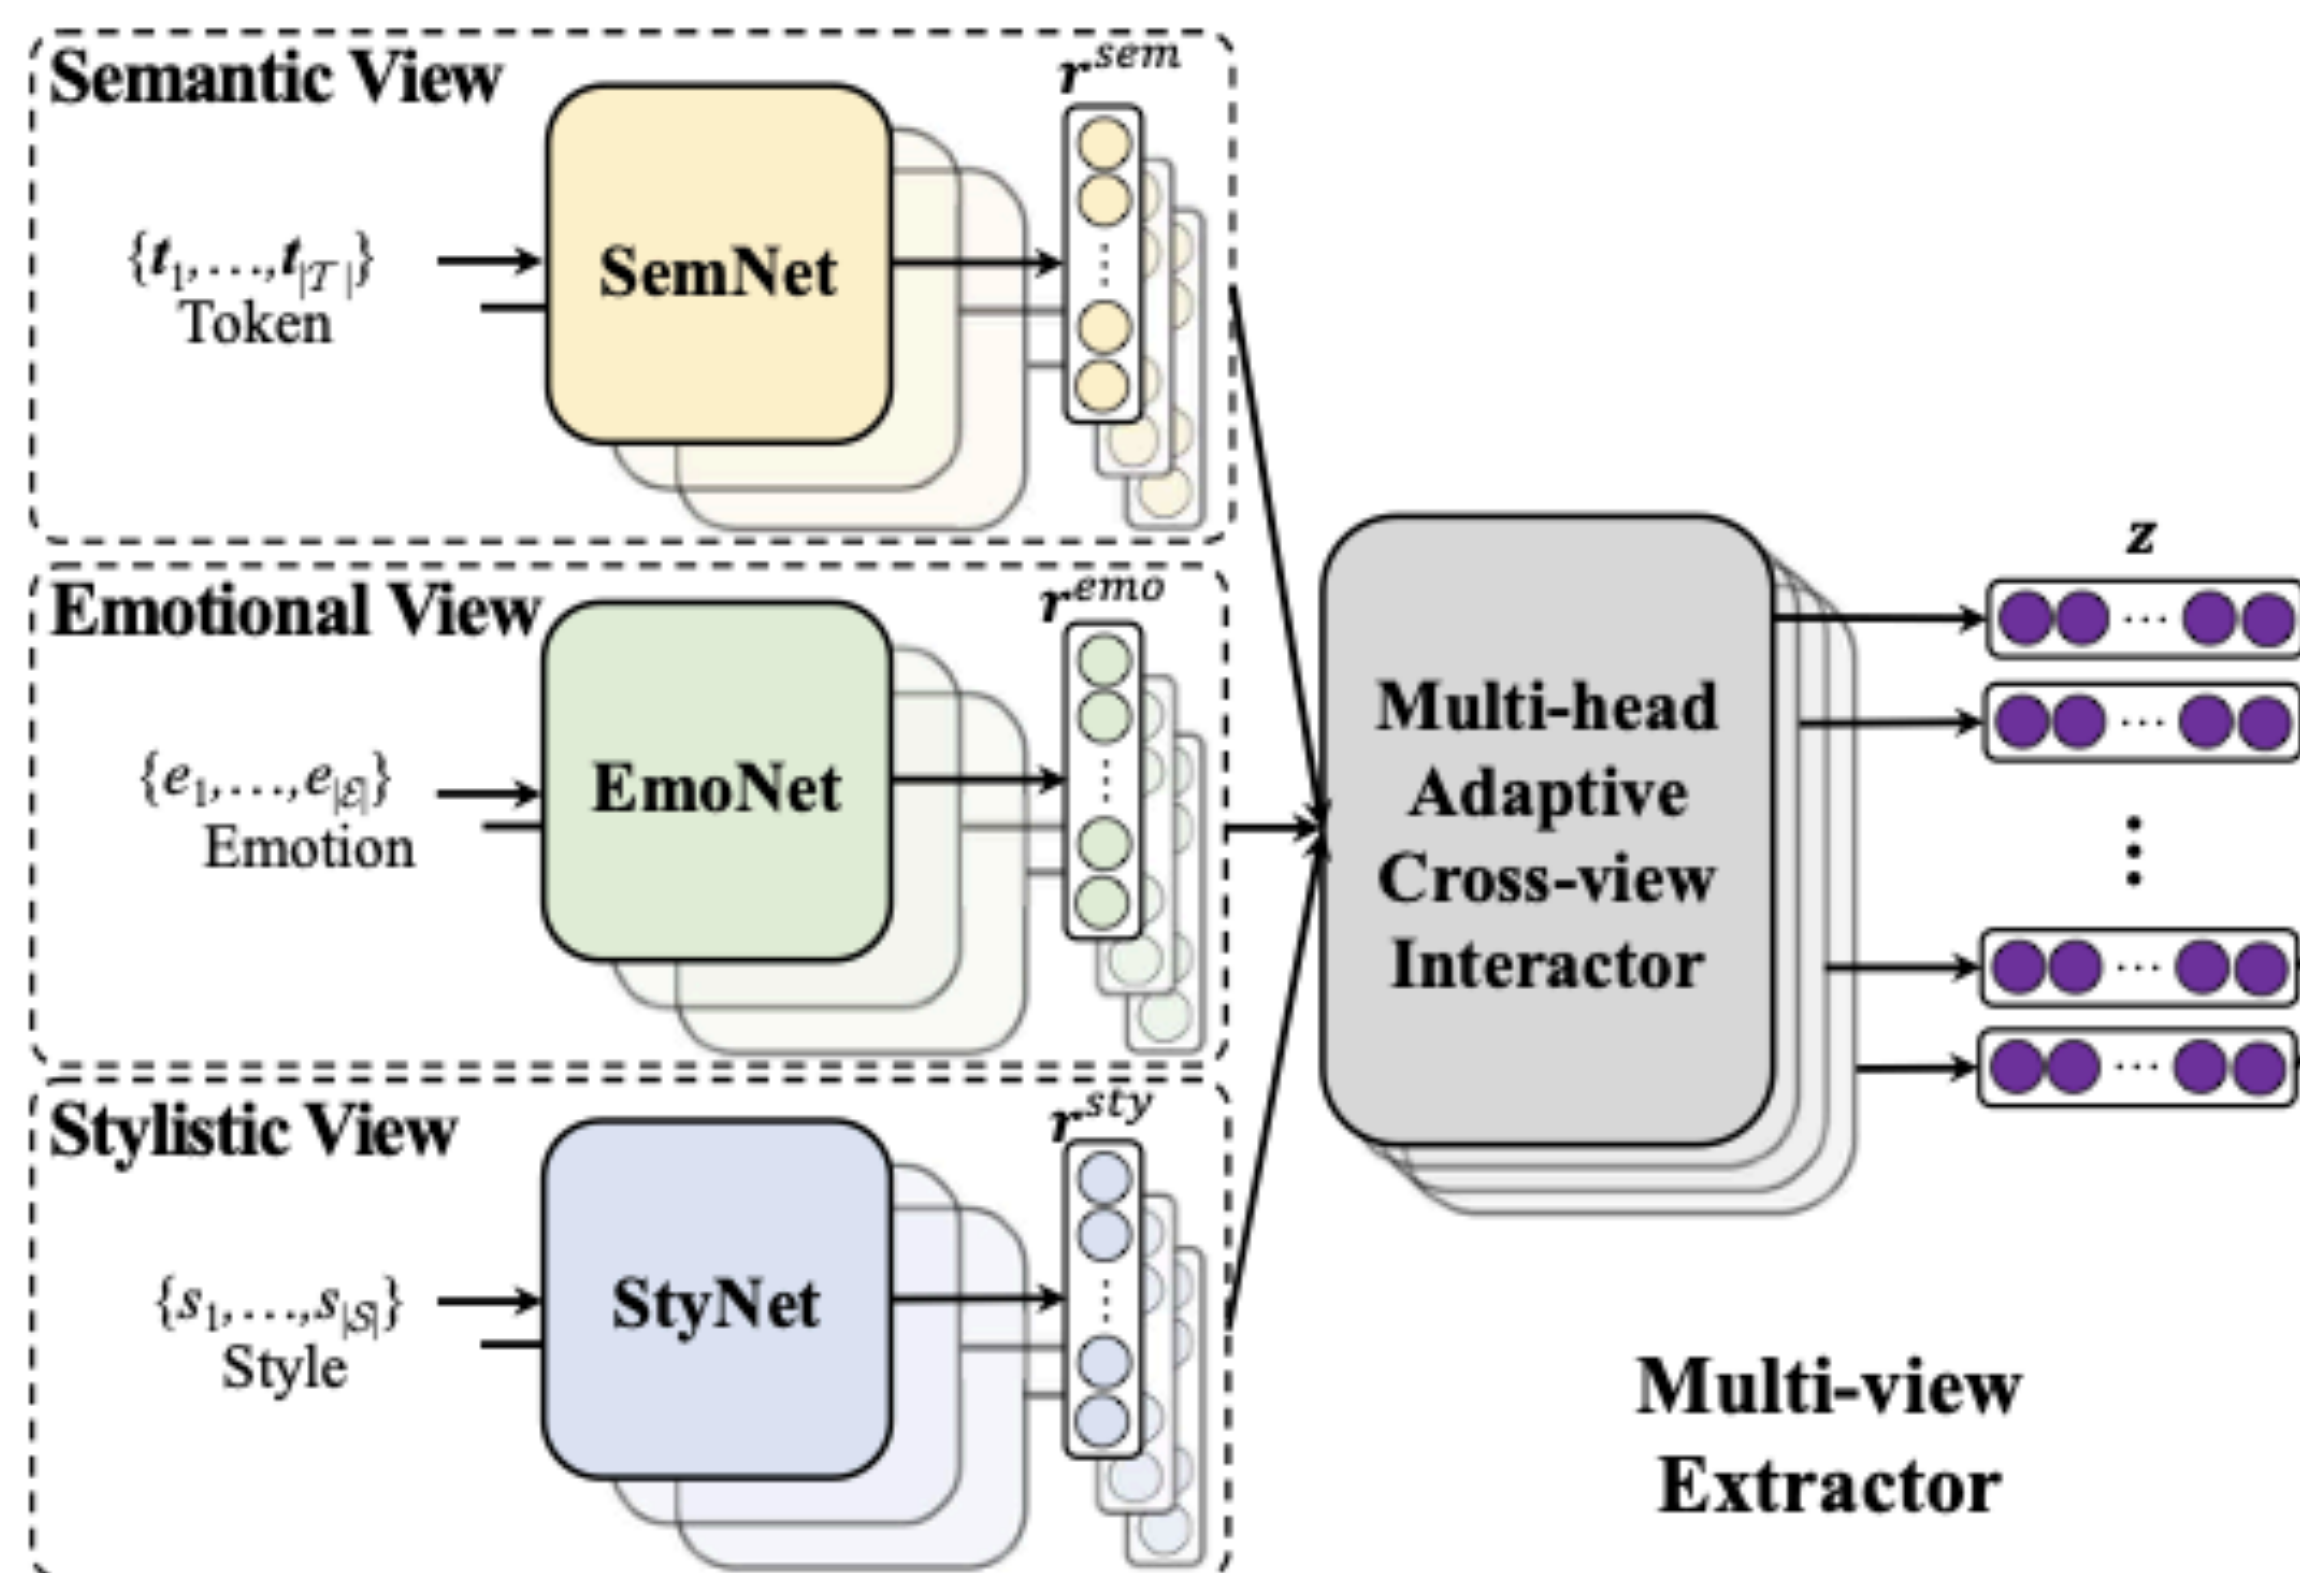 Semantic View
r^sem
{t_1,…,t_|𝒯|}
Token
SemNet
Emotional View
r^emo
{e_1,…,e_|ℰ|}
Emotion
EmoNet
Stylistic View
r^sty
{s_1,…,s_|S|}
Style
StyNet
Multi-head
Adaptive
Cross-view
Interactor
z
Multi-view
Extractor